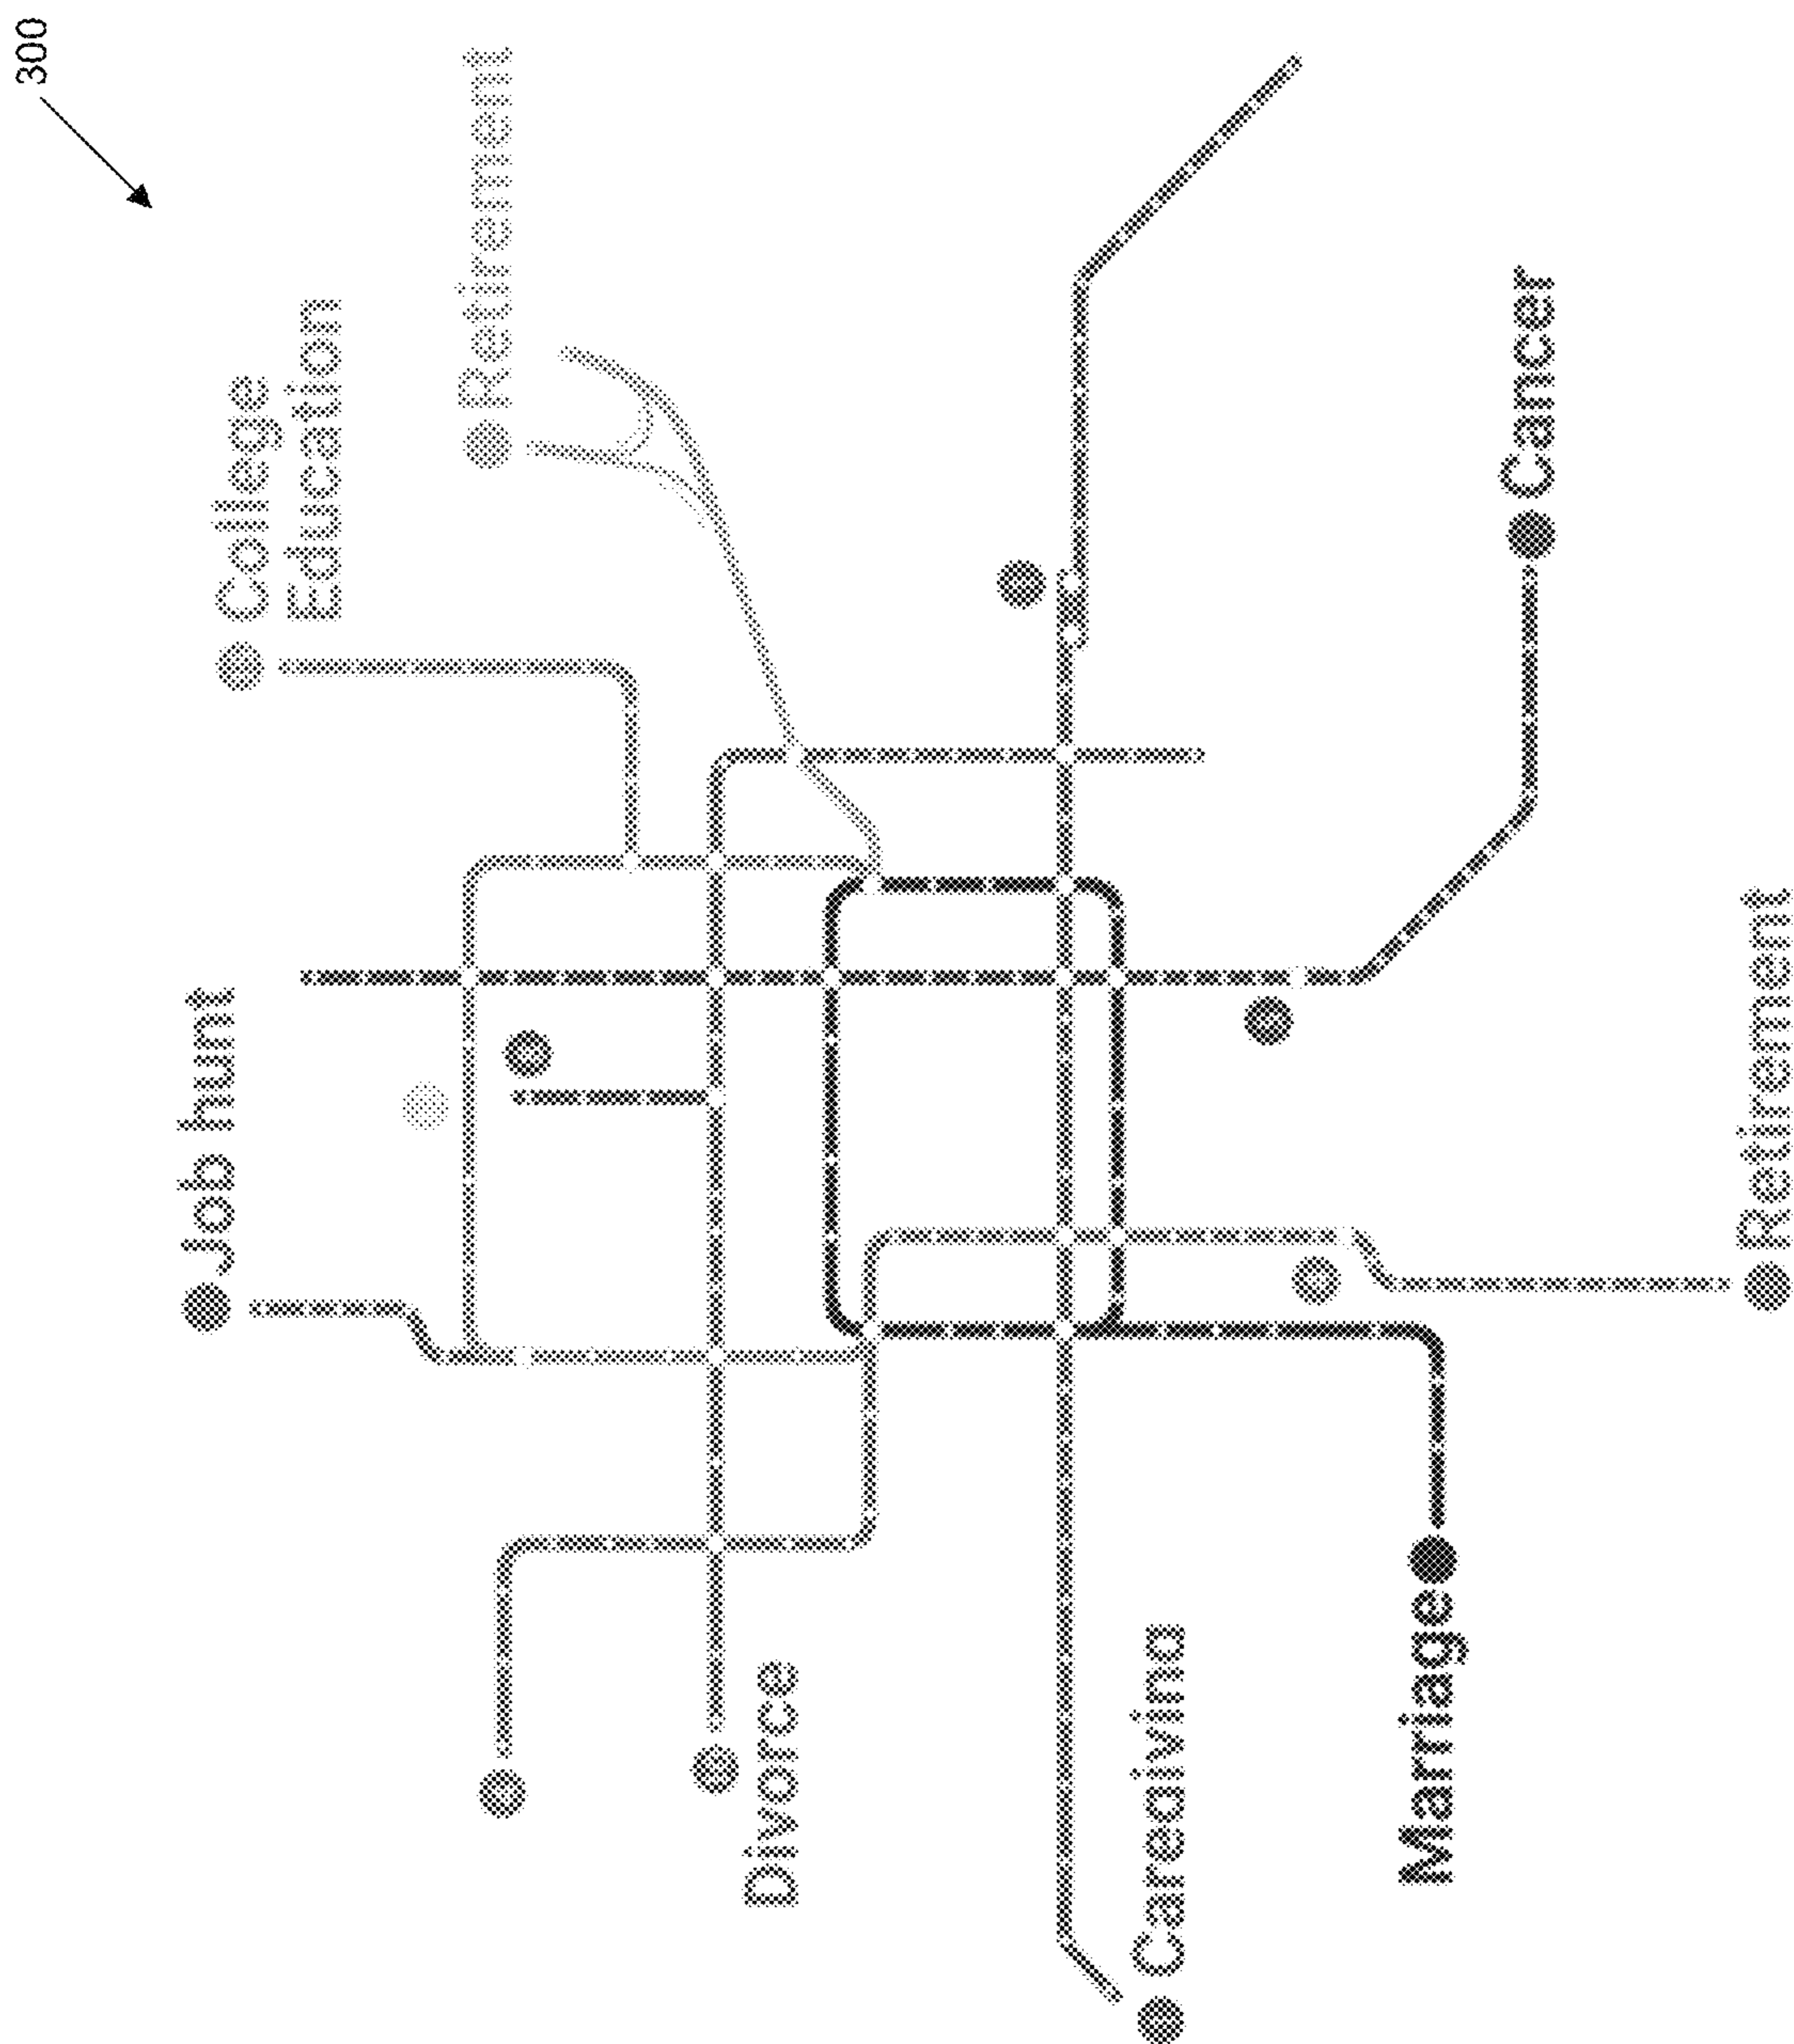 300
Job hunt
College
Education
Retirement
Divorce
Caregiving
Marriage
Cancer
Retirement